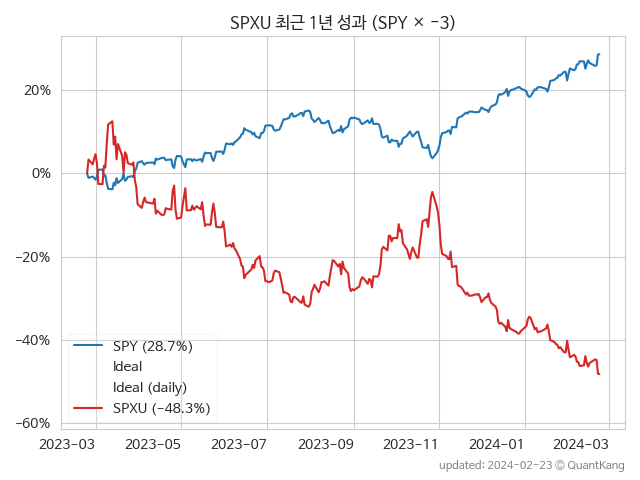 SPXU 최근 1년 성과 (SPY × −3)
20%
0%
−20%
−40%
−60%
SPY (28.7%)
Ideal
Ideal (daily)
SPXU (−48.3%)
2023−03
2023−05
2023−07
2023−09
2023−11
2024−01
2024−03
updated: 2024−02−23 © QuantKang